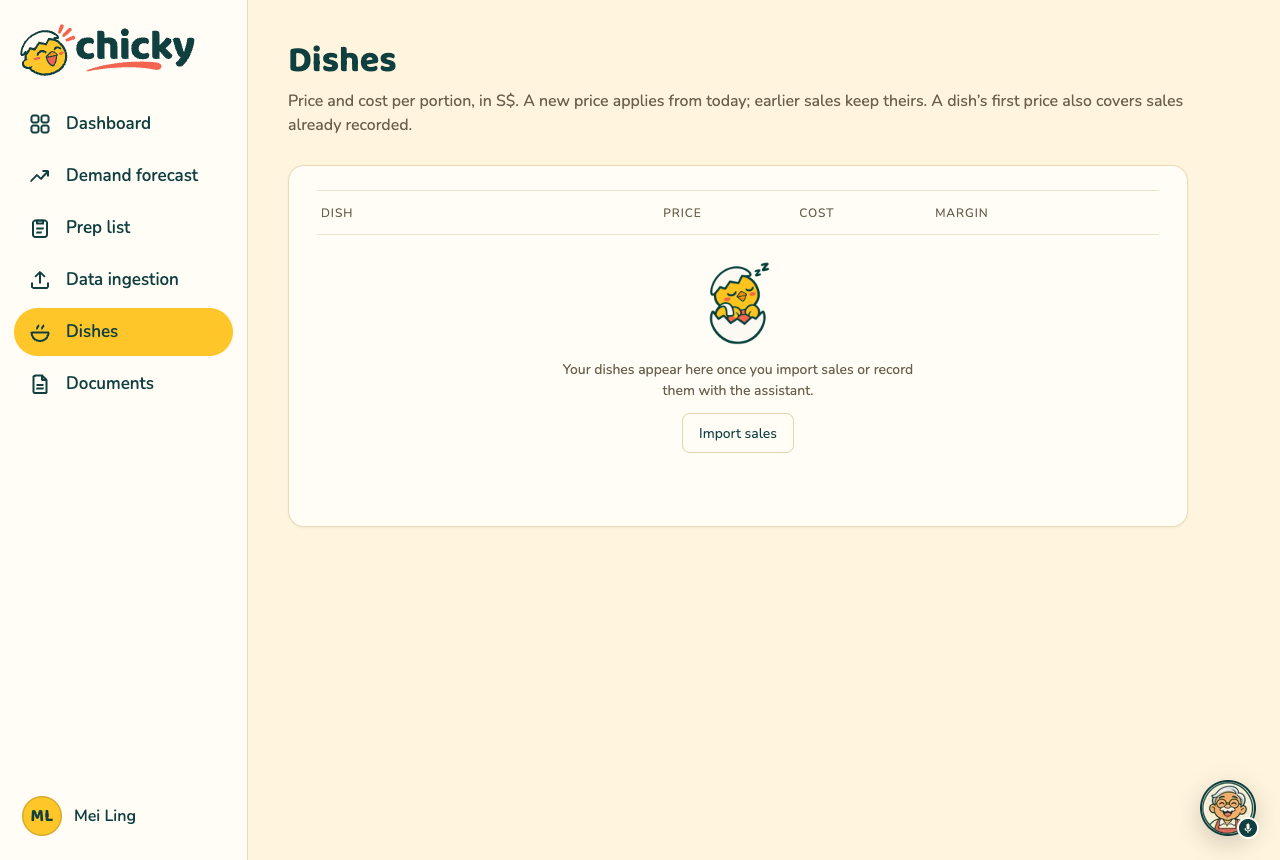 chicky
Dashboard
Demand forecast
Prep list
Data ingestion
Dishes
Documents
ML
Mei Ling
Dishes
Price and cost per portion, in S$. A new price applies from today; earlier sales keep theirs. A dish's first price also covers sales
already recorded.
DISH PRICE COST MARGIN
z z
Your dishes appear here once you import sales or record
them with the assistant.
Import sales